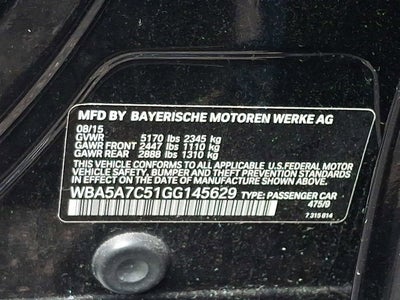 MFD BY BAYERISCHE MOTOREN WERKE AG
08/15
GVWR 5170 lbs 2345 kg
GAWR FRONT 2447 lbs 1110 kg
GAWR REAR 2888 lbs 1310 kg
THIS VEHICLE CONFORMS TO ALL APPLICABLE U.S.FEDERAL MOTOR
VEHICLE SAFETY, BUMPER, AND THEFT PREVENTION STANDARDS
IN EFFECT ON THE DATE OF MANUFACTURE SHOWN ABOVE.
WBA5A7C51GG145629 TYPE: PASSENGER CAR
475/9
7 315 814